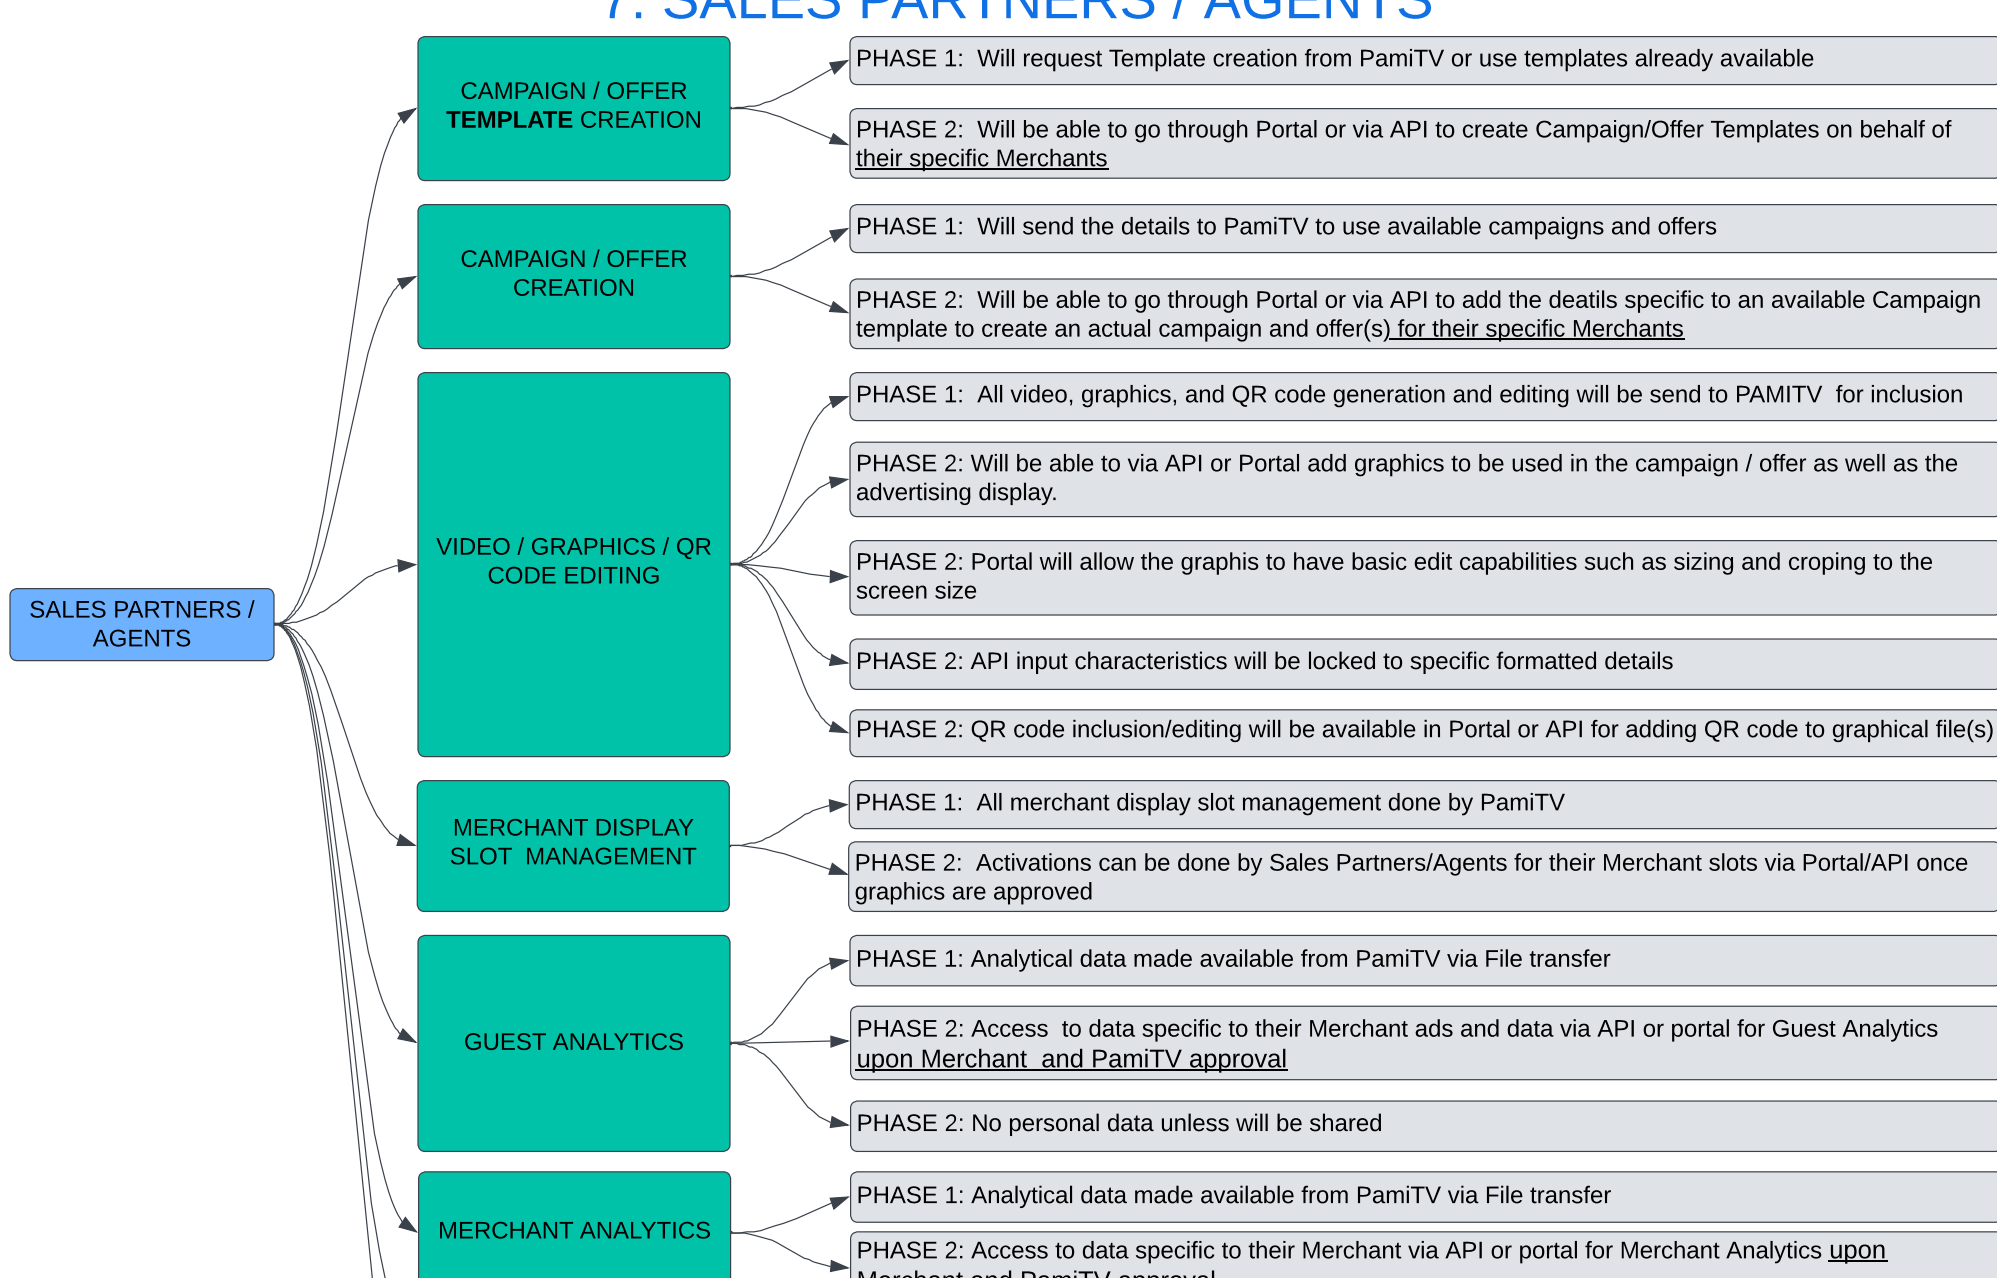 7. SALES PARTNERS / AGENTS
CAMPAIGN / OFFER
TEMPLATE CREATION
PHASE 1:  Will request Template creation from PamiTV or use templates already available
PHASE 2:  Will be able to go through Portal or via API to create Campaign/Offer Templates on behalf of
their specific Merchants
CAMPAIGN / OFFER
CREATION
PHASE 1:  Will send the details to PamiTV to use available campaigns and offers
PHASE 2:  Will be able to go through Portal or via API to add the deatils specific to an available Campaign
template to create an actual campaign and offer(s) for their specific Merchants
VIDEO / GRAPHICS / QR
CODE EDITING
PHASE 1:  All video, graphics, and QR code generation and editing will be send to PAMITV  for inclusion
PHASE 2: Will be able to via API or Portal add graphics to be used in the campaign / offer as well as the
advertising display.
PHASE 2: Portal will allow the graphis to have basic edit capabilities such as sizing and croping to the
screen size
PHASE 2: API input characteristics will be locked to specific formatted details
PHASE 2: QR code inclusion/editing will be available in Portal or API for adding QR code to graphical file(s)
SALES PARTNERS /
AGENTS
MERCHANT DISPLAY
SLOT  MANAGEMENT
PHASE 1:  All merchant display slot management done by PamiTV
PHASE 2:  Activations can be done by Sales Partners/Agents for their Merchant slots via Portal/API once
graphics are approved
GUEST ANALYTICS
PHASE 1: Analytical data made available from PamiTV via File transfer
PHASE 2: Access  to data specific to their Merchant ads and data via API or portal for Guest Analytics
upon Merchant  and PamiTV approval
PHASE 2: No personal data unless will be shared
MERCHANT ANALYTICS
PHASE 1: Analytical data made available from PamiTV via File transfer
PHASE 2: Access to data specific to their Merchant via API or portal for Merchant Analytics upon
Merchant and PamiTV approval